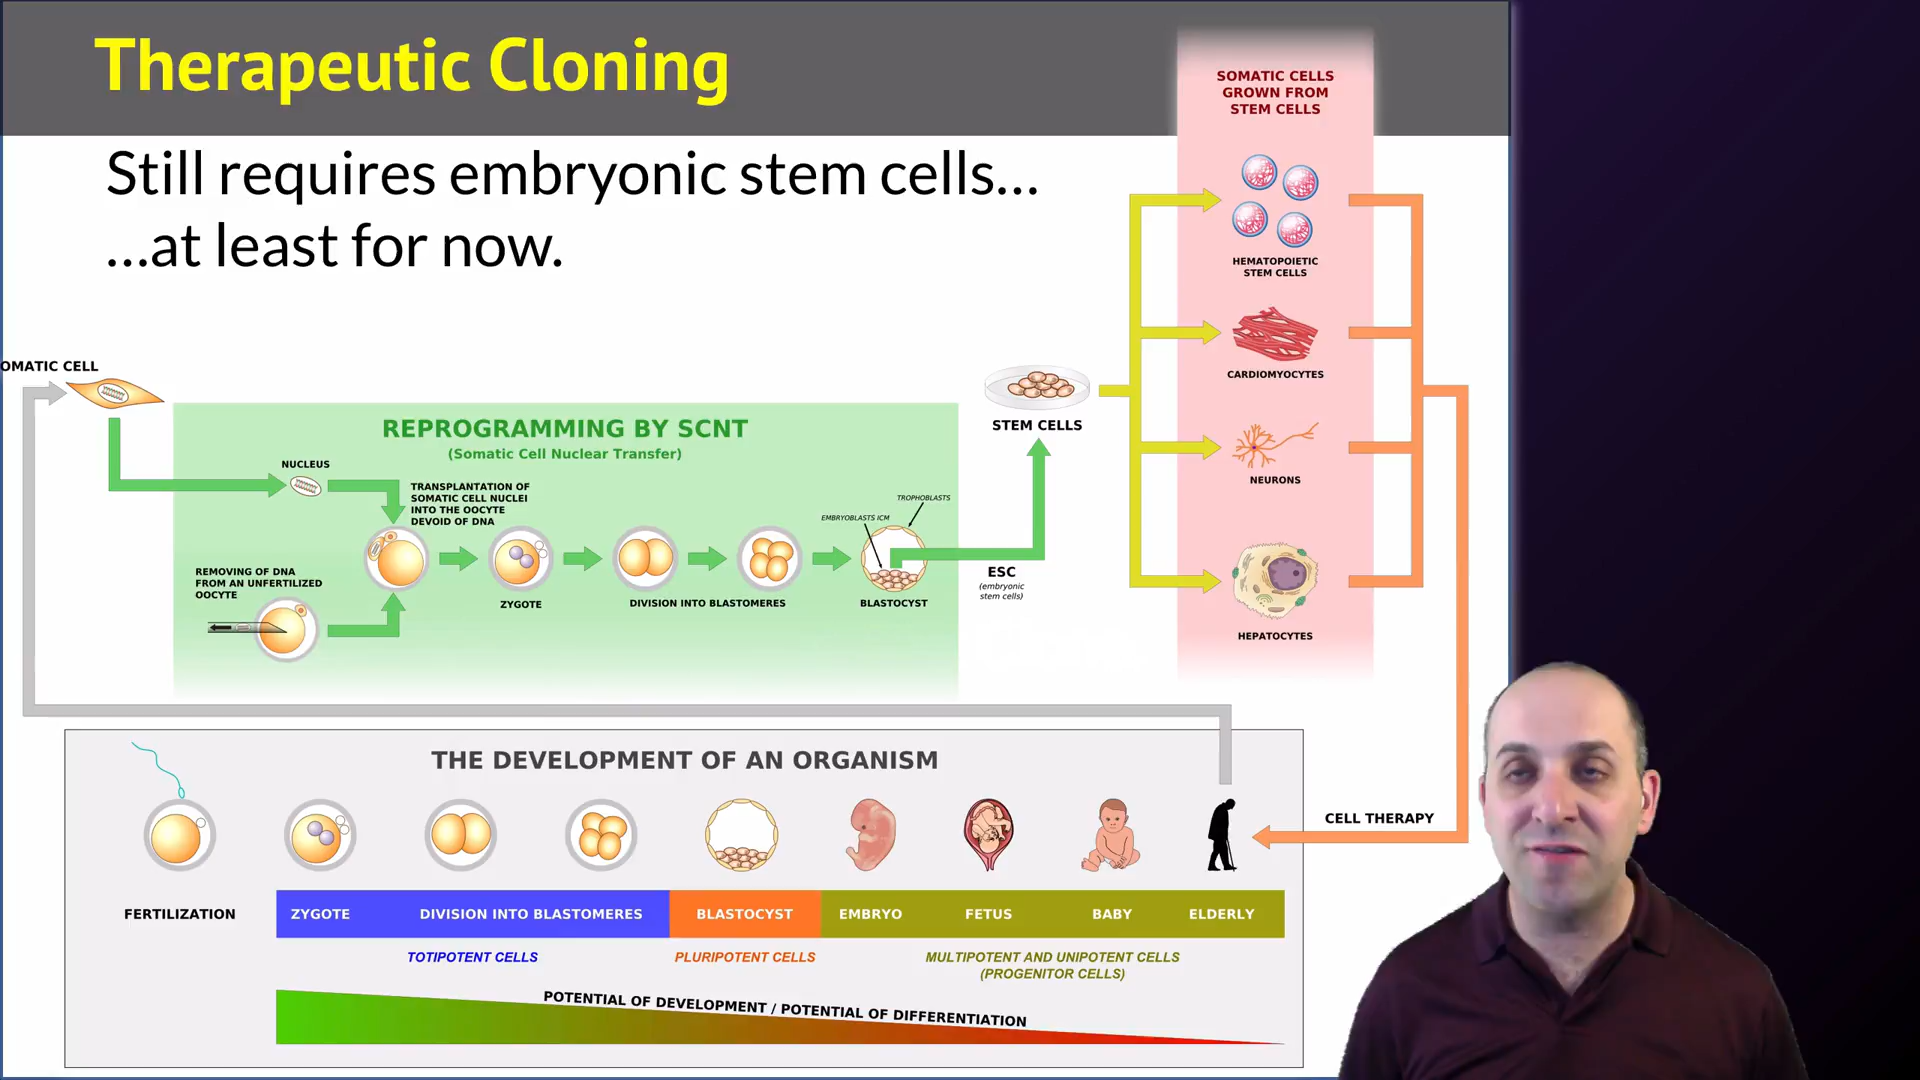 Therapeutic Cloning
Still requires embryonic stem cells...
...at least for now.
SOMATIC CELLS
GROWN FROM
STEM CELLS
HEMATOPOIETIC
STEM CELLS
CARDIOMYOCYTES
NEURONS
HEPATOCYTES
OMATIC CELL
REPROGRAMMING BY SCNT
(Somatic Cell Nuclear Transfer)
NUCLEUS
TRANSPLANTATION OF
SOMATIC CELL NUCLEI
INTO THE OOCYTE
DEVOID OF DNA
REMOVING OF DNA
FROM AN UNFERTILIZED
OOCYTE
ZYGOTE
DIVISION INTO BLASTOMERES
EMBRYOBLASTS ICM
TROPHOBLASTS
BLASTOCYST
STEM CELLS
ESC
(embryonic
stem cells)
THE DEVELOPMENT OF AN ORGANISM
CELL THERAPY
FERTILIZATION
ZYGOTE
DIVISION INTO BLASTOMERES
BLASTOCYST
EMBRYO
FETUS
BABY
ELDERLY
TOTIPOTENT CELLS
PLURIPOTENT CELLS
MULTIPOTENT AND UNIPOTENT CELLS
(PROGENITOR CELLS)
POTENTIAL OF DEVELOPMENT / POTENTIAL OF DIFFERENTIATION